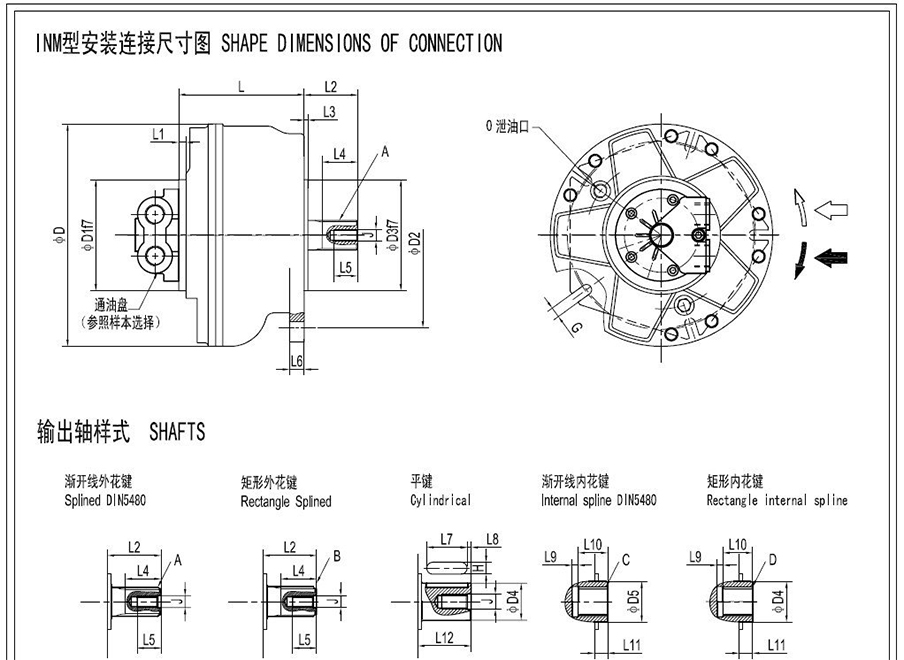 INM型安装连接尺寸图 SHAPE DIMENSIONS OF CONNECTION
L
L2
L3
L1
L4
A
O 泄油口
ϕD
ϕD1f7
J
ϕD3f7
ϕD2
L5
通油盘
(参照样本选择)
G
L6
输出轴样式 SHAFTS
渐开线外花键
Splined DIN5480
矩形外花键
Rectangle Splined
平键
Cylindrical
渐开线内花键
Internal spline DIN5480
矩形内花键
Rectangle internal spline
L2
A
L4
J
L5
L2
B
L4
J
L5
L7
L8
H
J
ϕD4
L12
L10
L9
C
ϕD5
L11
L10
L9
D
ϕD4
L11